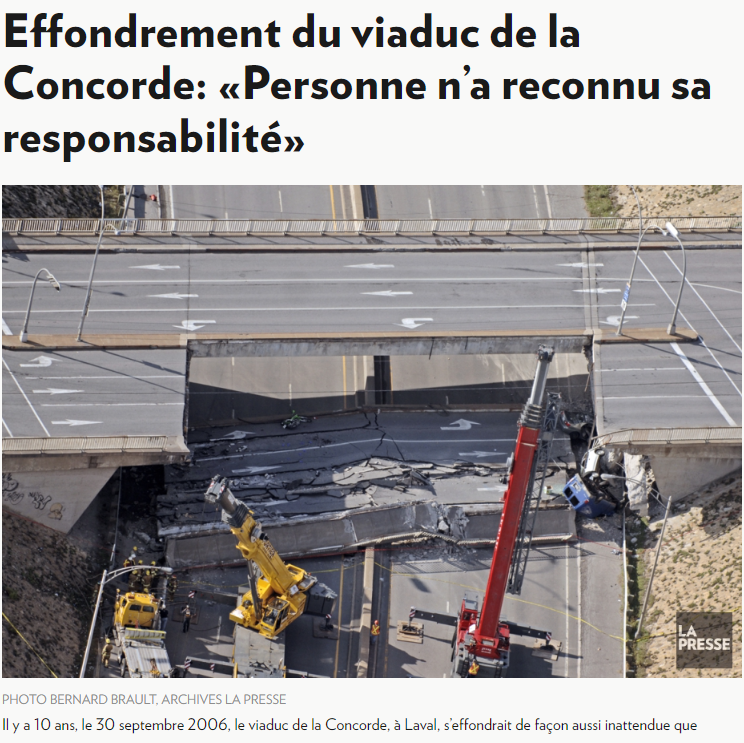 Effondrement du viaduc de la
Concorde: «Personne n’a reconnu sa
responsabilité»
LA
PRESSE
PHOTO BERNARD BRAULT, ARCHIVES LA PRESSE
Il y a 10 ans, le 30 septembre 2006, le viaduc de la Concorde, à Laval, s’effondrait de façon aussi inattendue que